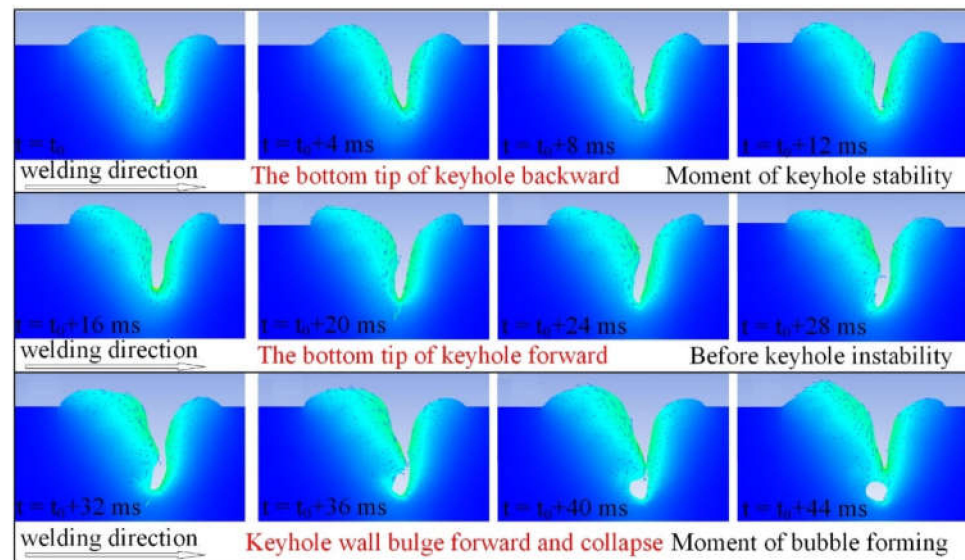 t = t₀
t = t₀+4 ms
t = t₀+8 ms
t = t₀+12 ms
welding direction
The bottom tip of keyhole backward
Moment of keyhole stability
t = t₀+16 ms
t = t₀+20 ms
t = t₀+24 ms
t = t₀+28 ms
welding direction
The bottom tip of keyhole forward
Before keyhole instability
t = t₀+32 ms
t = t₀+36 ms
t = t₀+40 ms
t = t₀+44 ms
welding direction
Keyhole wall bulge forward and collapse
Moment of bubble forming